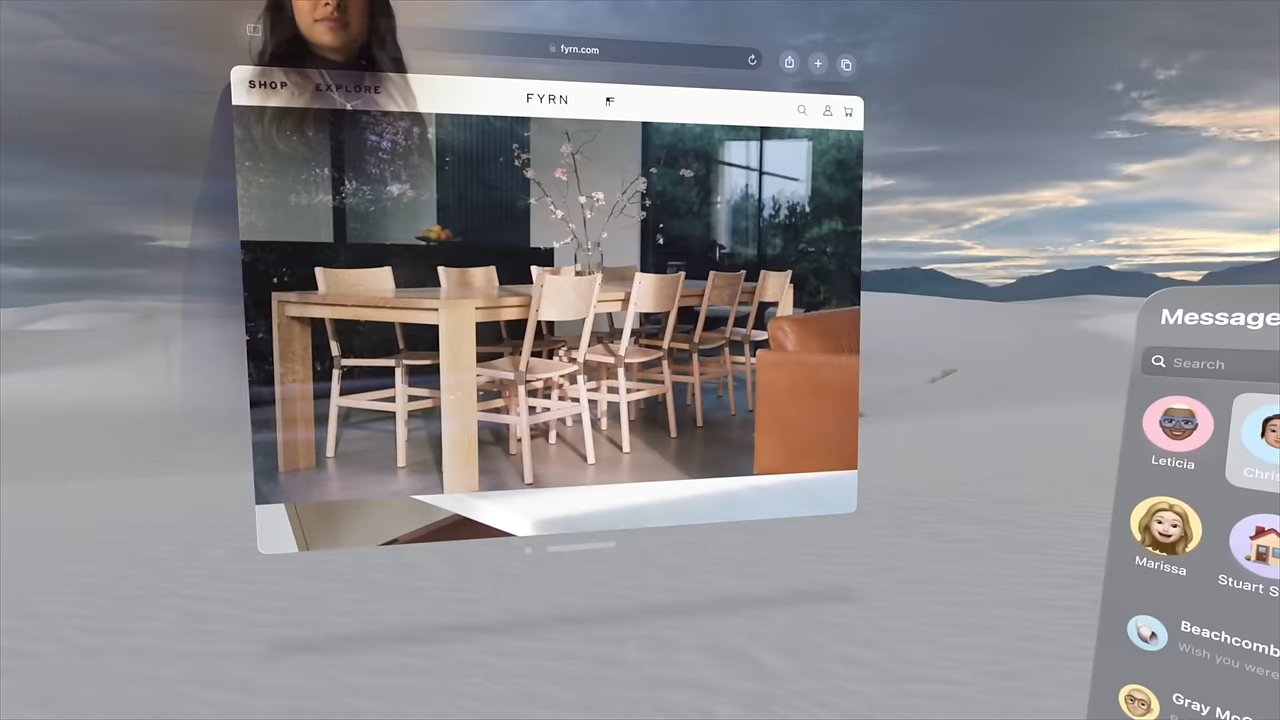 fyrn.com
SHOP EXPLORE
FYRN
Message
Search
Leticia
Chris
Marissa
Stuart S
Beachcomb
Wish you were
Gray Mc